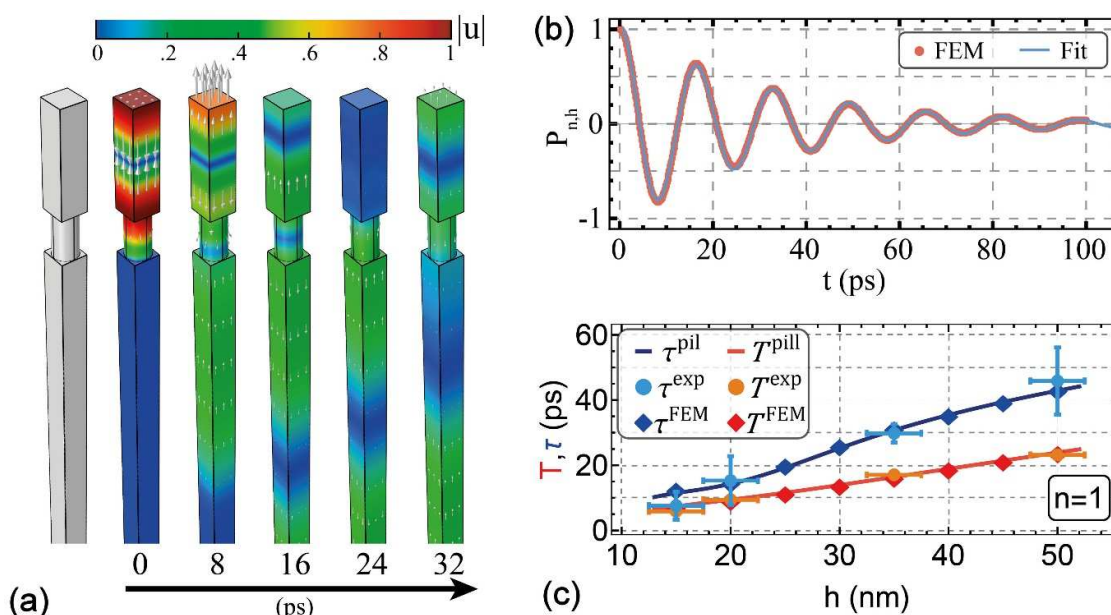 |u|
0 .2 .4 .6 .8 1
0 8 16 24 32
(ps)
(a)
(b)
FEM Fit
P_{n,h}
1
0
-1
0 20 40 60 80 100
t (ps)
τ^{pil} T^{pill}
τ^{exp} T^{exp}
τ^{FEM} T^{FEM}
T,τ (ps)
60
40
20
0
n=1
10 20 30 40 50
(c)
h (nm)